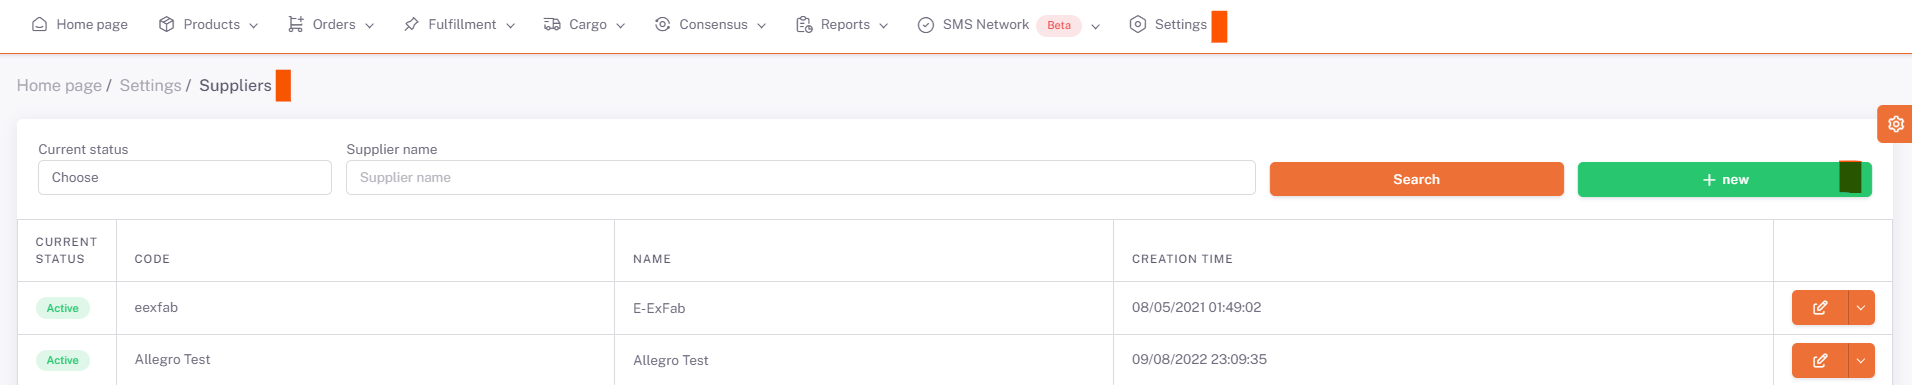 Home page Products Orders Fulfillment Cargo Consensus Reports SMS Network Beta Settings
Home page / Settings / Suppliers
Current status Supplier name
Choose Supplier name Search + new
CURRENT STATUS CODE NAME CREATION TIME
Active eexfab E-ExFab 08/05/2021 01:49:02
Active Allegro Test Allegro Test 09/08/2022 23:09:35